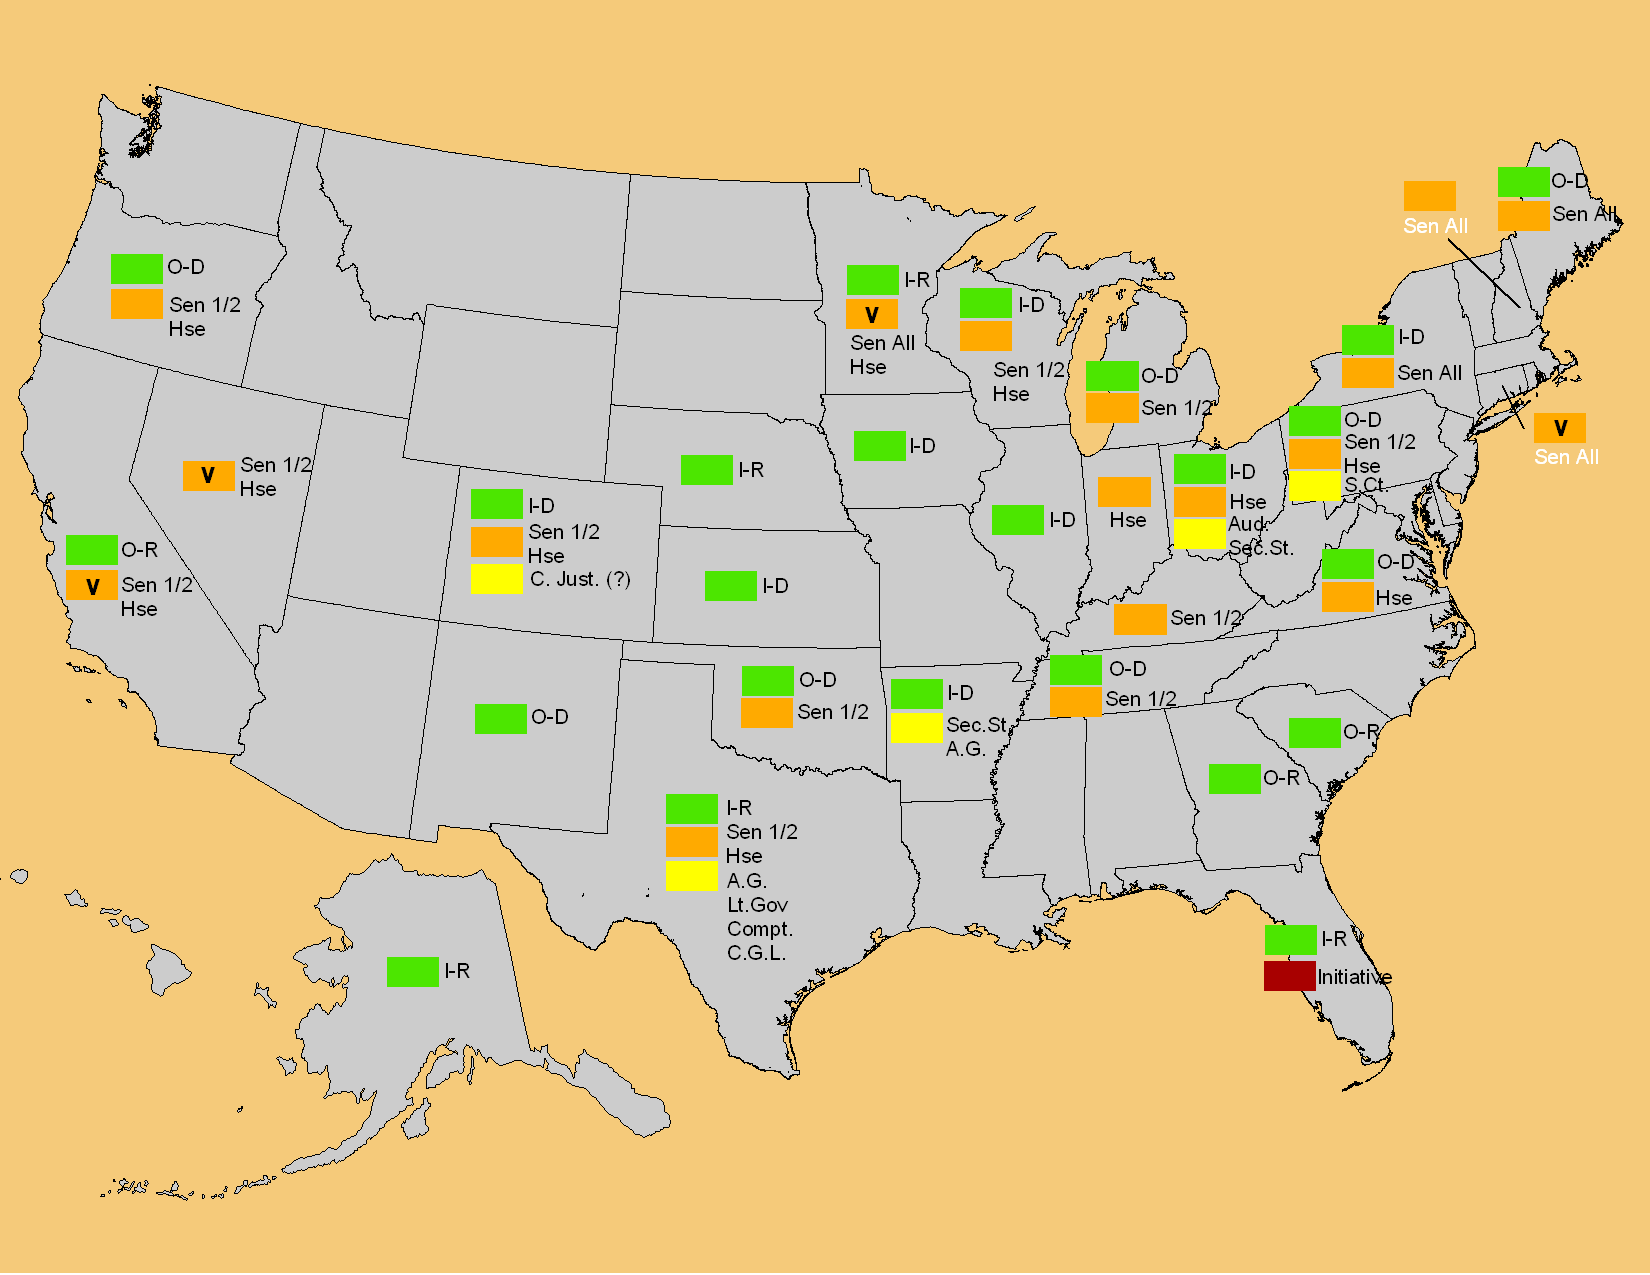 O-D
Sen All
Sen All
O-D
Sen 1/2
Hse
I-R
V
Sen All
Hse
I-D
Sen 1/2
Hse
O-D
Sen 1/2
I-D
Sen All
V
Sen All
O-D
Sen 1/2
Hse
S.Ct.
V
Sen 1/2
Hse
I-D
Sen 1/2
Hse
C. Just. (?)
I-R
I-D
I-D
Hse
I-D
Hse
Aud.
Sec.St.
O-R
V
Sen 1/2
Hse
I-D
O-D
Hse
Sen 1/2
O-D
O-D
Sen 1/2
I-D
Sec.St.
A.G.
O-D
Sen 1/2
O-R
O-R
I-R
Sen 1/2
Hse
A.G.
Lt.Gov
Compt.
C.G.L.
I-R
Initiative
I-R